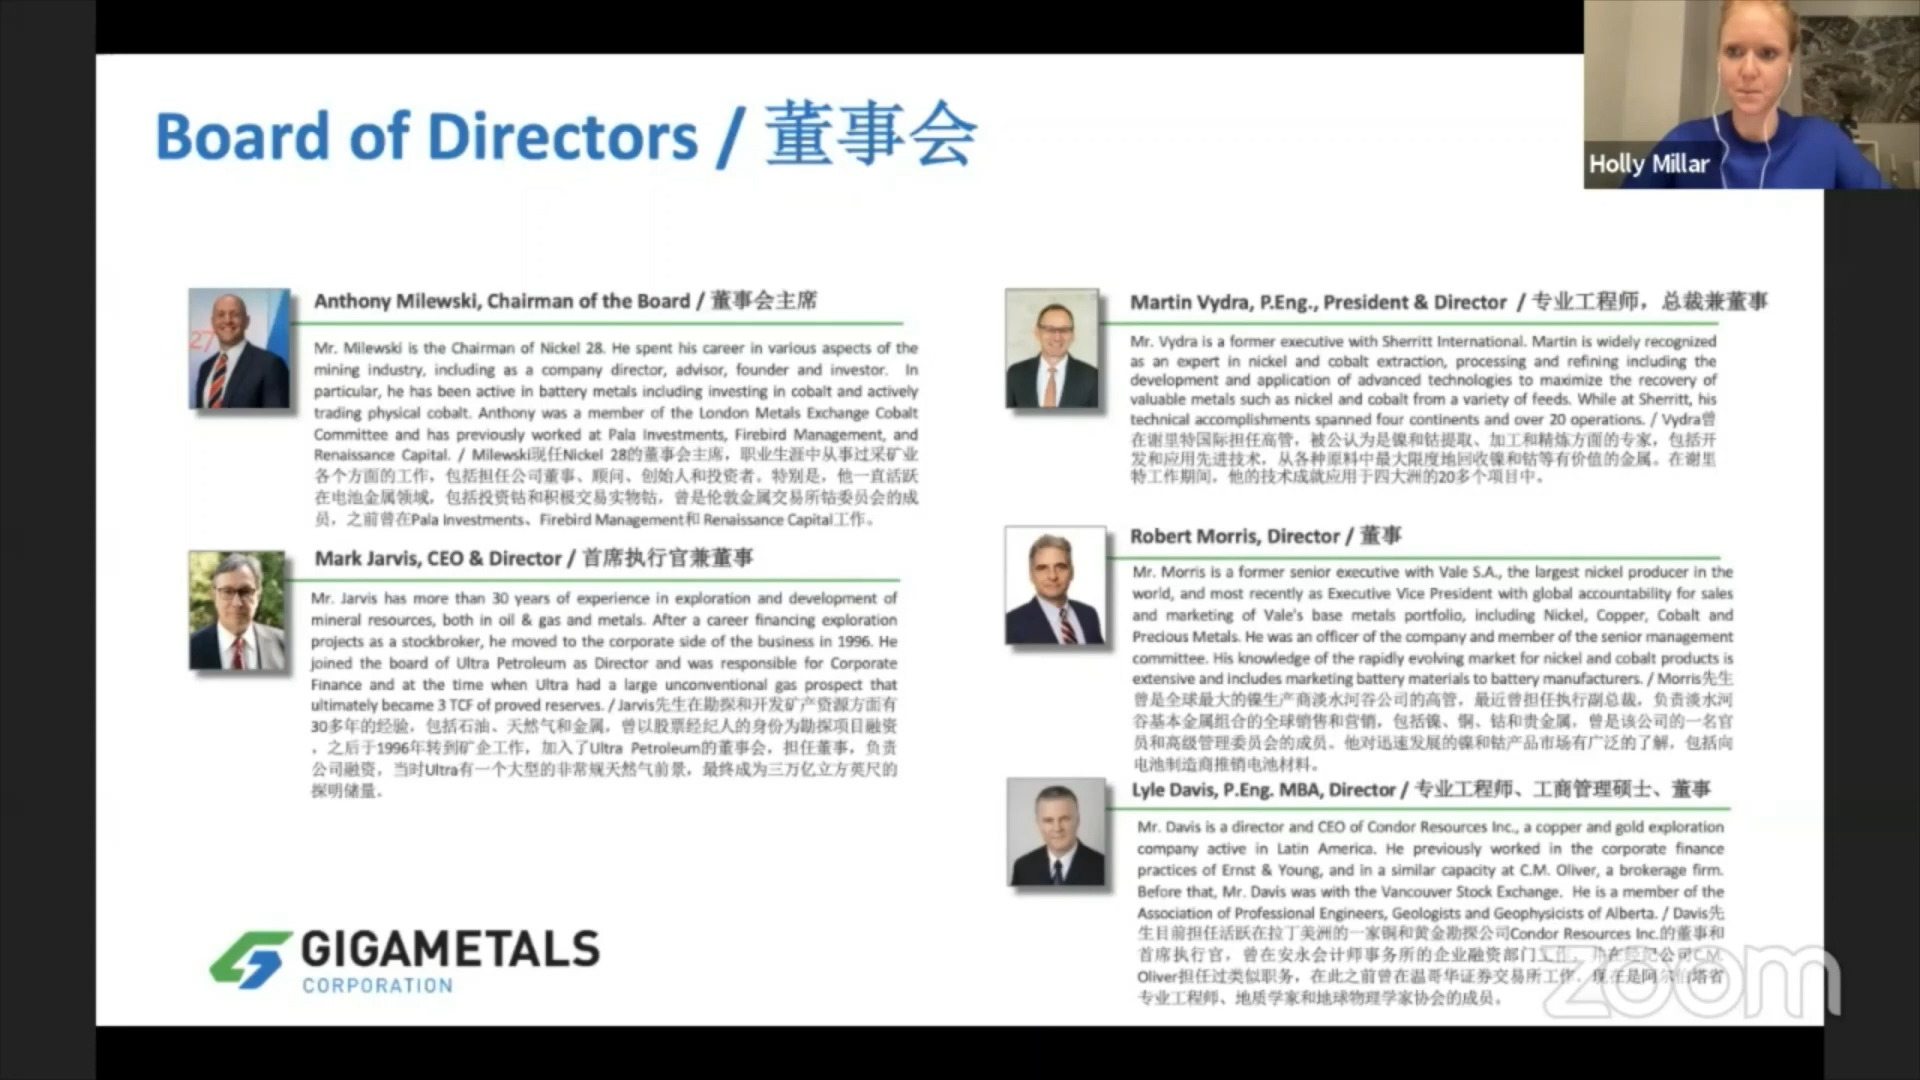 Board of Directors / 董事会
Holly Millar
27
Anthony Milewski, Chairman of the Board / 董事会主席
Mr. Milewski is the Chairman of Nickel 28. He spent his career in various aspects of the
mining industry, including as a company director, advisor, founder and investor. In
particular, he has been active in battery metals including investing in cobalt and actively
trading physical cobalt. Anthony was a member of the London Metals Exchange Cobalt
Committee and has previously worked at Pala Investments, Firebird Management, and
Renaissance Capital. / Milewski现任Nickel 28的董事会主席，职业生涯中从事过采矿业
各个方面的工作，包括担任公司董事、顾问、创始人和投资者。特别是，他一直活跃
在电池金属领域，包括投资钴和积极交易实物钴，曾是伦敦金属交易所钴委员会的成
员，之前曾在Pala Investments、Firebird Management和 Renaissance Capital工作。
Mark Jarvis, CEO & Director / 首席执行官兼董事
Mr. Jarvis has more than 30 years of experience in exploration and development of
mineral resources, both in oil & gas and metals. After a career financing exploration
projects as a stockbroker, he moved to the corporate side of the business in 1996. He
joined the board of Ultra Petroleum as Director and was responsible for Corporate
Finance and at the time when Ultra had a large unconventional gas prospect that
ultimately became 3 TCF of proved reserves. / Jarvis先生在勘探和开发矿产资源方面有
30多年的经验，包括石油、天然气和金属，曾以股票经纪人的身份为勘探项目融资
，之后于1996年转到矿企工作，加入了Ultra Petroleum的董事会，担任董事，负责
公司融资，当时Ultra有一个大型的非常规天然气前景，最终成为三万亿立方英尺的
探明储量。
Martin Vydra, P.Eng., President & Director / 专业工程师，总裁兼董事
Mr. Vydra is a former executive with Sherritt International. Martin is widely recognized
as an expert in nickel and cobalt extraction, processing and refining including the
development and application of advanced technologies to maximize the recovery of
valuable metals such as nickel and cobalt from a variety of feeds. While at Sherritt, his
technical accomplishments spanned four continents and over 20 operations. / Vydra曾
在谢里特国际担任高管，被公认为是镍和钴提取、加工和精炼方面的专家，包括开
发和应用先进技术，从各种原料中最大限度地回收镍和钴等有价值的金属。在谢里
特工作期间，他的技术成就应用于四大洲的20多个项目中。
Robert Morris, Director / 董事
Mr. Morris is a former senior executive with Vale S.A., the largest nickel producer in the
world, and most recently as Executive Vice President with global accountability for sales
and marketing of Vale's base metals portfolio, including Nickel, Copper, Cobalt and
Precious Metals. He was an officer of the company and member of the senior management
committee. His knowledge of the rapidly evolving market for nickel and cobalt products is
extensive and includes marketing battery materials to battery manufacturers. / Morris先生
曾是全球最大的镍生产商淡水河谷公司的高管，最近曾担任执行副总裁，负责淡水河
谷基本金属组合的全球销售和营销，包括镍、铜、钴和贵金属，曾是该公司的一名官
员和高级管理委员会的成员。他对迅速发展的镍和钴产品市场有广泛的了解，包括向
电池制造商推销电池材料。
Lyle Davis, P.Eng. MBA, Director / 专业工程师、工商管理硕士、董事
Mr. Davis is a director and CEO of Condor Resources Inc., a copper and gold exploration
company active in Latin America. He previously worked in the corporate finance
practices of Ernst & Young, and in a similar capacity at C.M. Oliver, a brokerage firm.
Before that, Mr. Davis was with the Vancouver Stock Exchange. He is a member of the
Association of Professional Engineers, Geologists and Geophysicists of Alberta. / Davis先
生目前担任活跃在拉丁美洲的一家铜和黄金勘探公司Condor Resources Inc.的董事和
首席执行官，曾在安永会计师事务所的企业融资部门工作，并在经纪公司C.M.
Oliver担任过类似职务，在此之前曾在温哥华证券交易所工作。现在是阿尔伯塔省
专业工程师、地质学家和地球物理学家协会的成员。
GIGAMETALS
CORPORATION
zoom